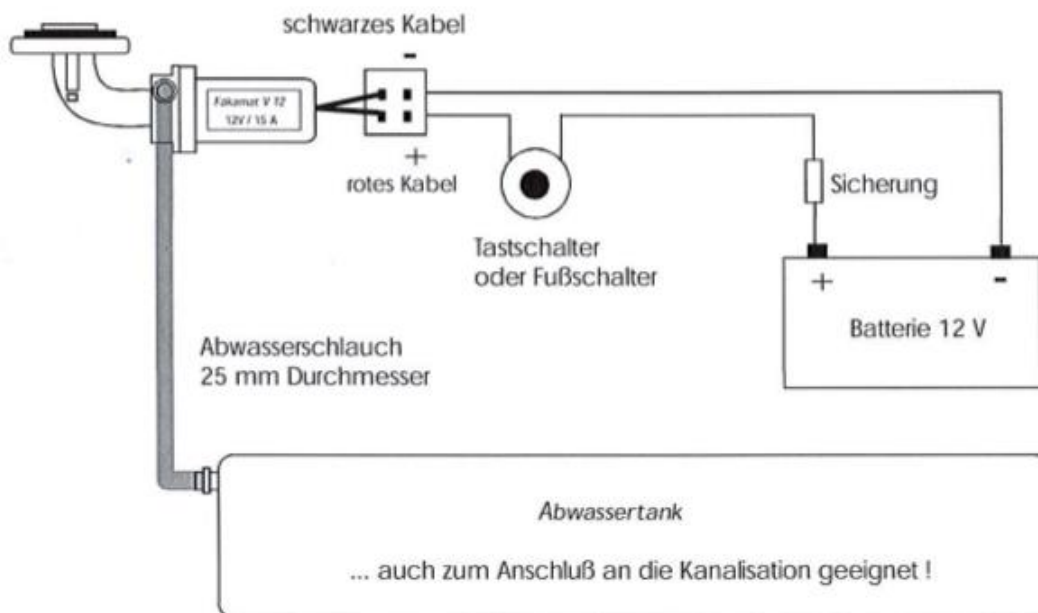 schwarzes Kabel
-
Fäkamat V 12
12V / 15 A
+
rotes Kabel
Sicherung
Tastschalter
oder Fußschalter
+ -
Batterie 12 V
Abwasserschlauch
25 mm Durchmesser
Abwassertank
... auch zum Anschluß an die Kanalisation geeignet !